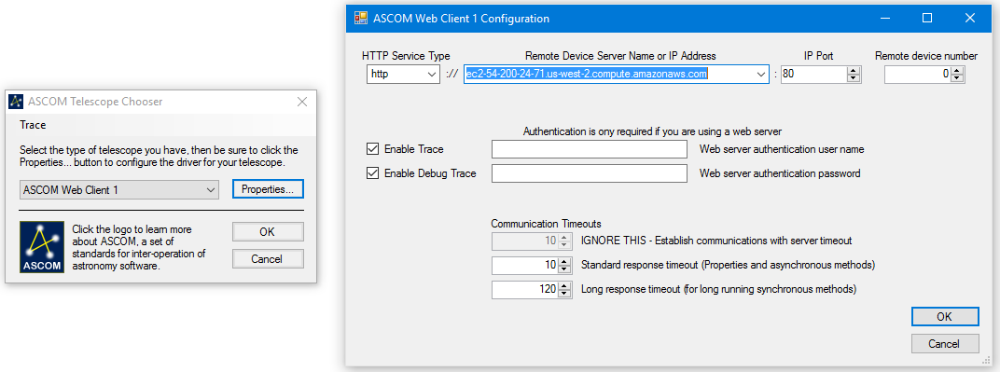 ASCOM Telescope Chooser
Trace
Select the type of telescope you have, then be sure to click the
Properties... button to configure the driver for your telescope.
ASCOM Web Client 1
Properties...
Click the logo to learn more
about ASCOM, a set of
standards for inter-operation of
astronomy software.
ASCOM
OK
Cancel
ASCOM Web Client 1 Configuration
HTTP Service Type Remote Device Server Name or IP Address IP Port Remote device number
http :// ec2-54-200-24-71.us-west-2.compute.amazonaws.com : 80 0
Authentication is ony required if you are using a web server
Enable Trace Web server authentication user name
Enable Debug Trace Web server authentication password
Communication Timeouts
10 IGNORE THIS - Establish communications with server timeout
10 Standard response timeout (Properties and asynchronous methods)
120 Long response timeout (for long running synchronous methods)
OK
Cancel